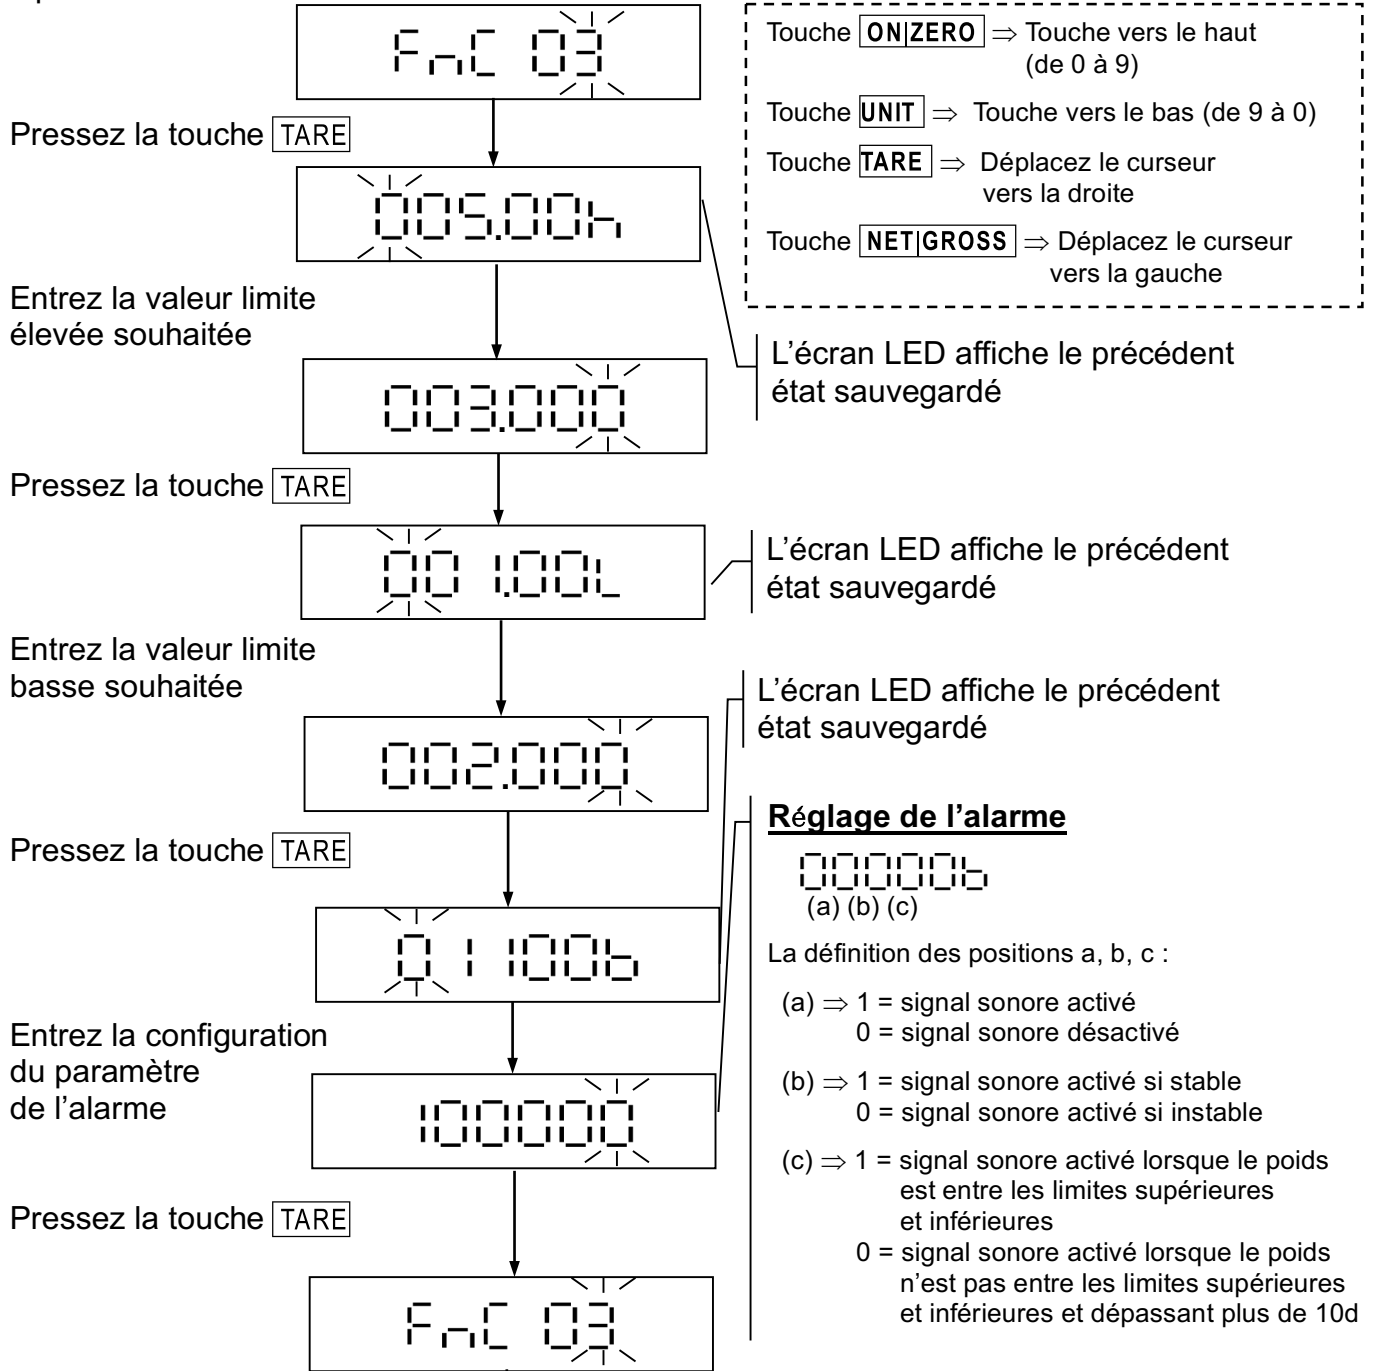 FnC 03
Touche ON|ZERO ⇒ Touche vers le haut
(de 0 à 9)
Touche UNIT ⇒ Touche vers le bas (de 9 à 0)
Touche TARE ⇒ Déplacez le curseur
vers la droite
Touche NET|GROSS ⇒ Déplacez le curseur
vers la gauche
Pressez la touche TARE
005.00h
Entrez la valeur limite
élevée souhaitée
L'écran LED affiche le précédent
état sauvegardé
003.000
Pressez la touche TARE
001.00L
L'écran LED affiche le précédent
état sauvegardé
Entrez la valeur limite
basse souhaitée
L'écran LED affiche le précédent
état sauvegardé
002.000
Pressez la touche TARE
01100b
Entrez la configuration
du paramètre
de l'alarme
100000
Pressez la touche TARE
FnC 03
Réglage de l'alarme
00000b
(a) (b) (c)
La définition des positions a, b, c :
(a) ⇒ 1 = signal sonore activé
0 = signal sonore désactivé
(b) ⇒ 1 = signal sonore activé si stable
0 = signal sonore activé si instable
(c) ⇒ 1 = signal sonore activé lorsque le poids
est entre les limites supérieures
et inférieures
0 = signal sonore activé lorsque le poids
n'est pas entre les limites supérieures
et inférieures et dépassant plus de 10d